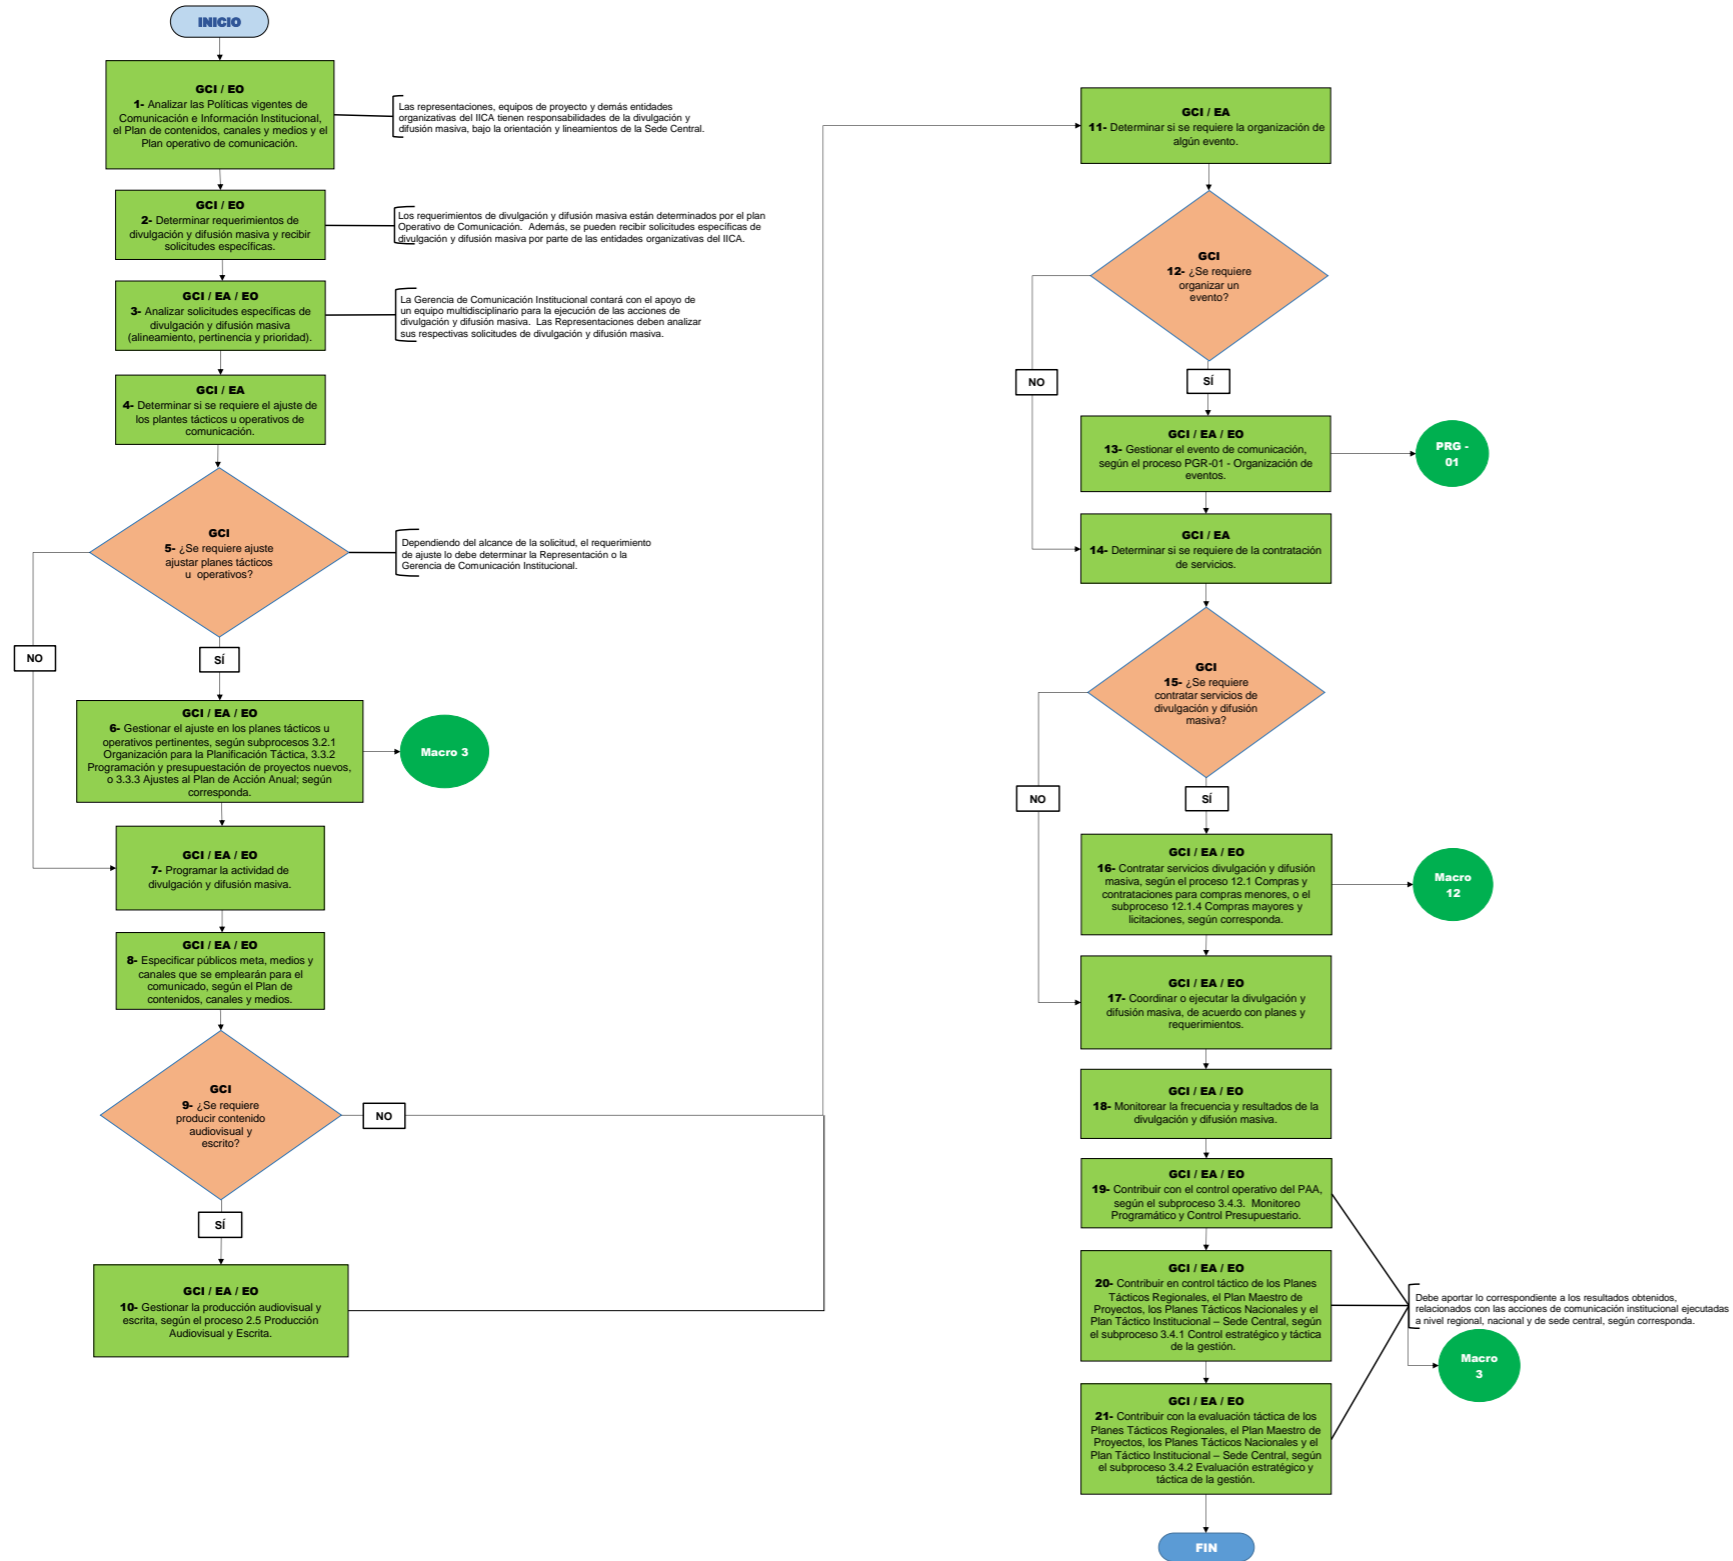 INICIO
GCI / EO
1- Analizar las Políticas vigentes de
Comunicación e Información Institucional,
el Plan de contenidos, canales y medios y el
Plan operativo de comunicación.
Las representaciones, equipos de proyecto y demás entidades
organizativas del IICA tienen responsabilidades de la divulgación y
difusión masiva, bajo la orientación y lineamientos de la Sede Central.
GCI / EO
2- Determinar requerimientos de
divulgación y difusión masiva y recibir
solicitudes específicas.
Los requerimientos de divulgación y difusión masiva están determinados por el plan
Operativo de Comunicación. Además, se pueden recibir solicitudes específicas de
divulgación y difusión masiva por parte de las entidades organizativas del IICA.
GCI / EA / EO
3- Analizar solicitudes específicas de
divulgación y difusión masiva
(alineamiento, pertinencia y prioridad).
La Gerencia de Comunicación Institucional contará con el apoyo de
un equipo multidisciplinario para la ejecución de las acciones de
divulgación y difusión masiva. Las Representaciones deben analizar
sus respectivas solicitudes de divulgación y difusión masiva.
GCI / EA
4- Determinar si se requiere el ajuste de
los plantes tácticos u operativos de
comunicación.
GCI
5- ¿Se requiere ajuste
ajustar planes tácticos
u operativos?
Dependiendo del alcance de la solicitud, el requerimiento
de ajuste lo debe determinar la Representación o la
Gerencia de Comunicación Institucional.
NO
SÍ
GCI / EA / EO
6- Gestionar el ajuste en los planes tácticos u
operativos pertinentes, según subprocesos 3.2.1
Organización para la Planificación Táctica, 3.3.2
Programación y presupuestación de proyectos nuevos,
o 3.3.3 Ajustes al Plan de Acción Anual; según
corresponda.
Macro 3
GCI / EA / EO
7- Programar la actividad de
divulgación y difusión masiva.
GCI / EA / EO
8- Especificar públicos meta, medios y
canales que se emplearán para el
comunicado, según el Plan de
contenidos, canales y medios.
GCI
9- ¿Se requiere
producir contenido
audiovisual y
escrito?
NO
SÍ
GCI / EA / EO
10- Gestionar la producción audiovisual y
escrita, según el proceso 2.5 Producción
Audiovisual y Escrita.
GCI / EA
11- Determinar si se requiere la organización de
algún evento.
GCI
12- ¿Se requiere
organizar un
evento?
NO
SÍ
GCI / EA / EO
13- Gestionar el evento de comunicación,
según el proceso PGR-01 - Organización de
eventos.
PRG -
01
GCI / EA
14- Determinar si se requiere de la contratación
de servicios.
GCI
15- ¿Se requiere
contratar servicios de
divulgación y difusión
masiva?
NO
SÍ
GCI / EA / EO
16- Contratar servicios divulgación y difusión
masiva, según el proceso 12.1 Compras y
contrataciones para compras menores, o el
subproceso 12.1.4 Compras mayores y
licitaciones, según corresponda.
Macro
12
GCI / EA / EO
17- Coordinar o ejecutar la divulgación y
difusión masiva, de acuerdo con planes y
requerimientos.
GCI / EA / EO
18- Monitorear la frecuencia y resultados de la
divulgación y difusión masiva.
GCI / EA / EO
19- Contribuir con el control operativo del PAA,
según el subproceso 3.4.3. Monitoreo
Programático y Control Presupuestario.
GCI / EA / EO
20- Contribuir en control táctico de los Planes
Tácticos Regionales, el Plan Maestro de
Proyectos, los Planes Tácticos Nacionales y el
Plan Táctico Institucional – Sede Central, según
el subproceso 3.4.1 Control estratégico y táctica
de la gestión.
Debe aportar lo correspondiente a los resultados obtenidos,
relacionados con las acciones de comunicación institucional ejecutadas
a nivel regional, nacional y de sede central, según corresponda.
Macro
3
GCI / EA / EO
21- Contribuir con la evaluación táctica de los
Planes Tácticos Regionales, el Plan Maestro de
Proyectos, los Planes Tácticos Nacionales y el
Plan Táctico Institucional – Sede Central, según
el subproceso 3.4.2 Evaluación estratégico y
táctica de la gestión.
FIN